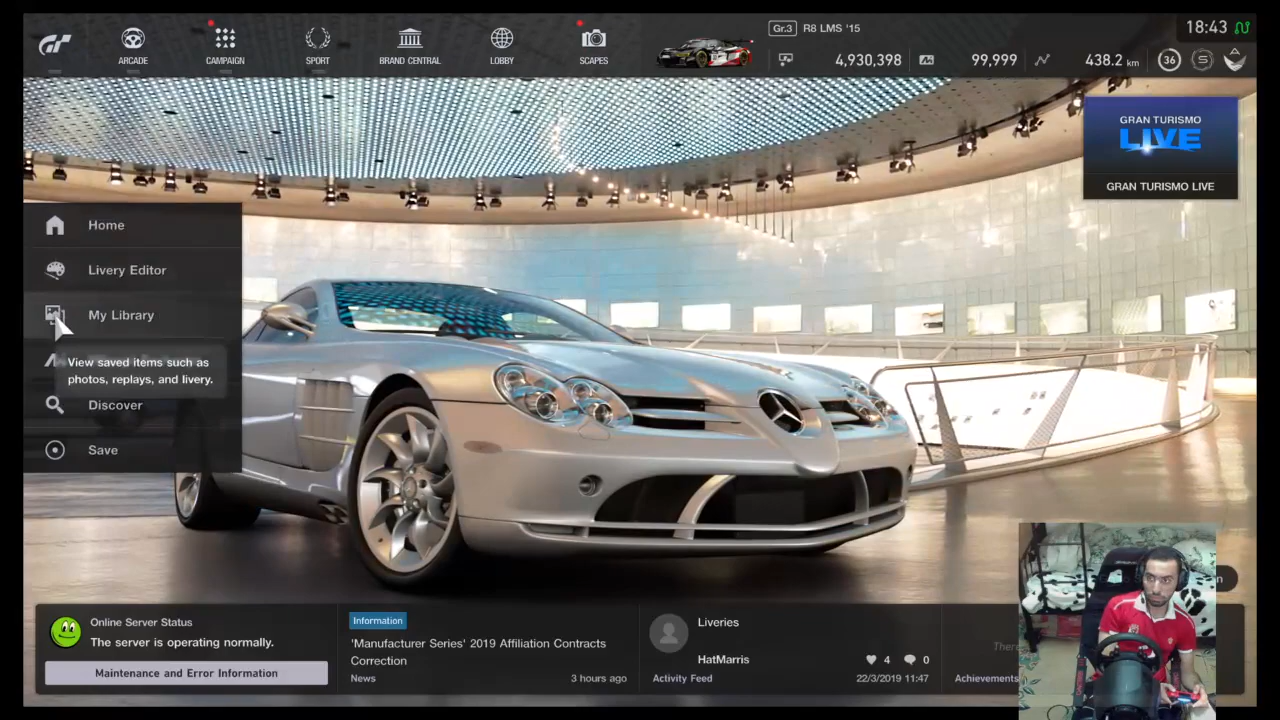 ARCADE
CAMPAIGN
SPORT
BRAND CENTRAL
LOBBY
SCAPES
Gr.3 R8 LMS '15
4,930,398
99,999
438.2 km
18:43
36
S
GRAN TURISMO
LIVE
GRAN TURISMO LIVE
Home
Livery Editor
My Library
View saved items such as
photos, replays, and livery.
Discover
Save
Online Server Status
The server is operating normally.
Maintenance and Error Information
Information
'Manufacturer Series' 2019 Affiliation Contracts
Correction
News 3 hours ago
Liveries
HatMarris 4 0
Activity Feed 22/3/2019 11:47
Achievements